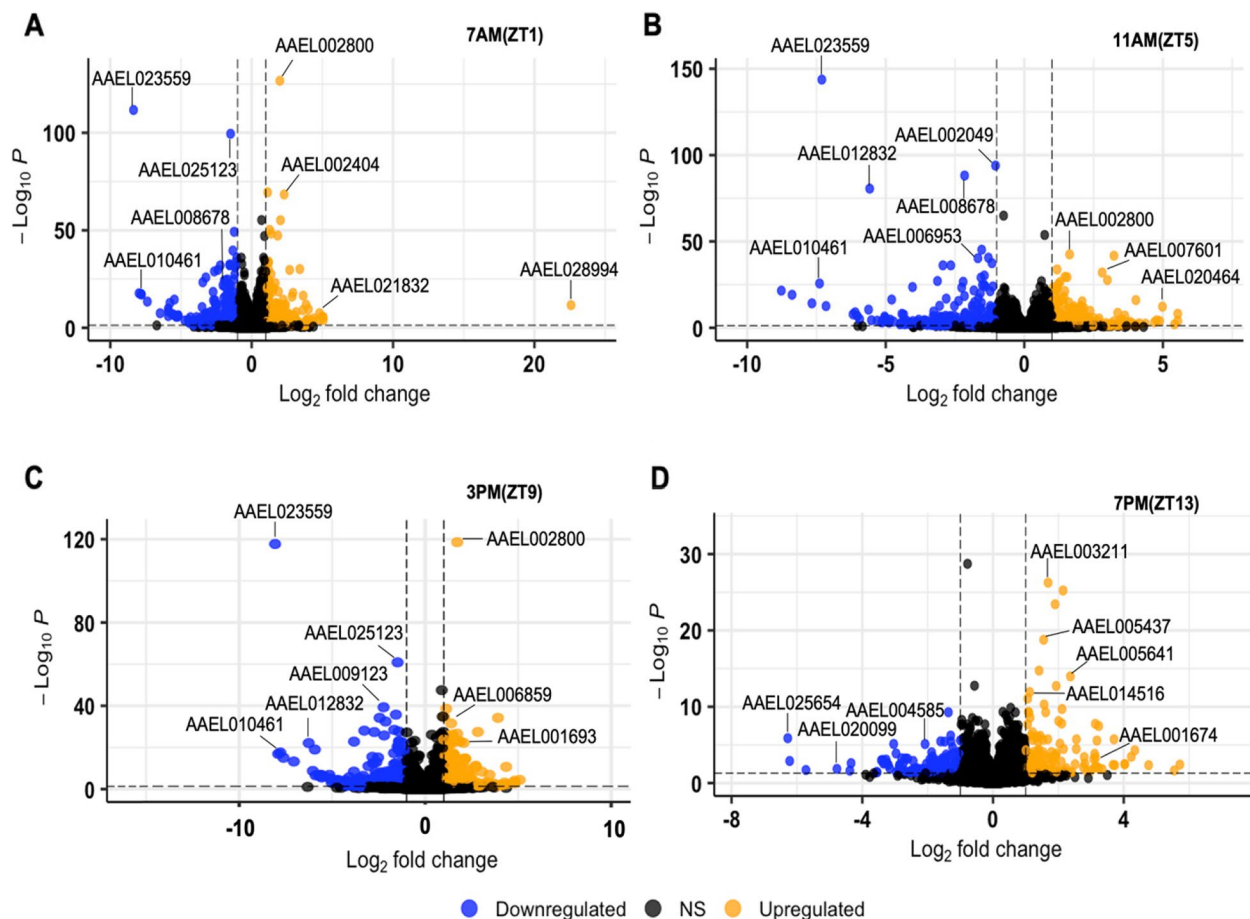 A
7AM(ZT1)
AAEL002800
AAEL023559
AAEL025123
AAEL002404
AAEL008678
AAEL010461
AAEL028994
AAEL021832
100
50
0
-10
0
10
20
– Log10 P
Log2 fold change
B
11AM(ZT5)
AAEL023559
AAEL002049
AAEL012832
AAEL008678
AAEL002800
AAEL006953
AAEL010461
AAEL007601
AAEL020464
150
100
50
0
-10
-5
0
5
– Log10 P
Log2 fold change
C
3PM(ZT9)
AAEL023559
AAEL002800
AAEL025123
AAEL009123
AAEL012832
AAEL006859
AAEL010461
AAEL001693
120
80
40
0
-10
0
10
– Log10 P
Log2 fold change
D
7PM(ZT13)
AAEL003211
AAEL005437
AAEL005641
AAEL025654
AAEL004585
AAEL014516
AAEL020099
AAEL001674
30
20
10
0
-8
-4
0
4
– Log10 P
Log2 fold change
Downregulated NS Upregulated